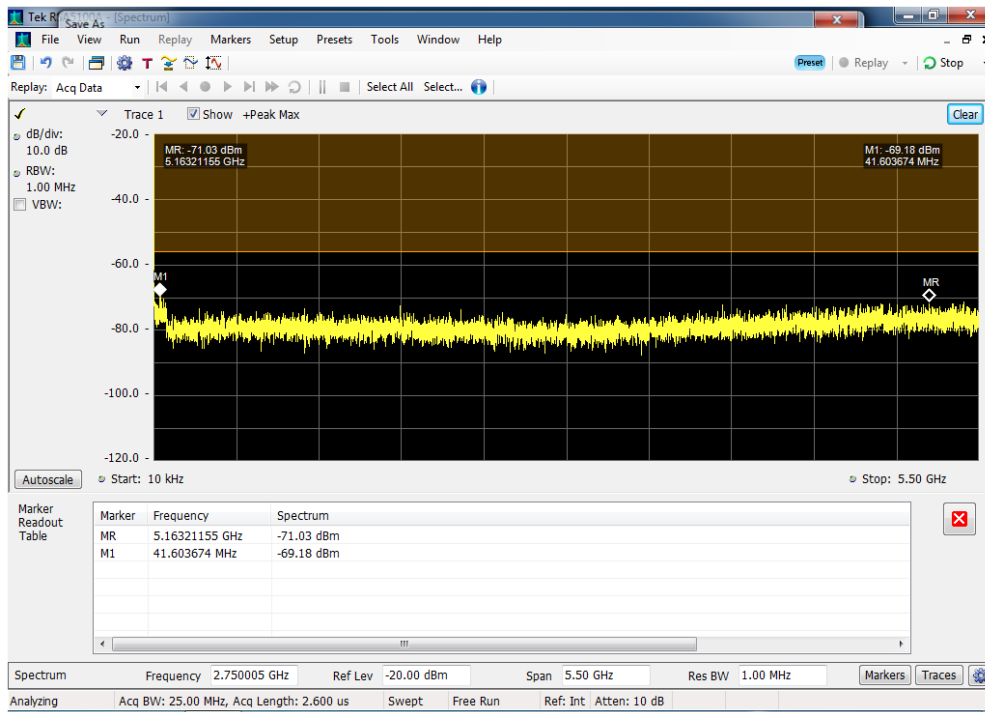 Tek RSA5100A - [Spectrum]
Save As
File View Run Replay Markers Setup Presets Tools Window Help
Preset Replay Stop
Replay: Acq Data Select All Select...
Trace 1 Show +Peak Max Clear
dB/div:
10.0 dB
RBW:
1.00 MHz
VBW:
-20.0
-40.0
-60.0
-80.0
-100.0
-120.0
MR: -71.03 dBm
5.16321155 GHz
M1: -69.18 dBm
41.603674 MHz
M1
MR
Autoscale Start: 10 kHz Stop: 5.50 GHz
Marker
Readout
Table
Marker Frequency Spectrum
MR 5.16321155 GHz -71.03 dBm
M1 41.603674 MHz -69.18 dBm
Spectrum Frequency 2.750005 GHz Ref Lev -20.00 dBm Span 5.50 GHz Res BW 1.00 MHz Markers Traces
Analyzing Acq BW: 25.00 MHz, Acq Length: 2.600 us Swept Free Run Ref: Int Atten: 10 dB